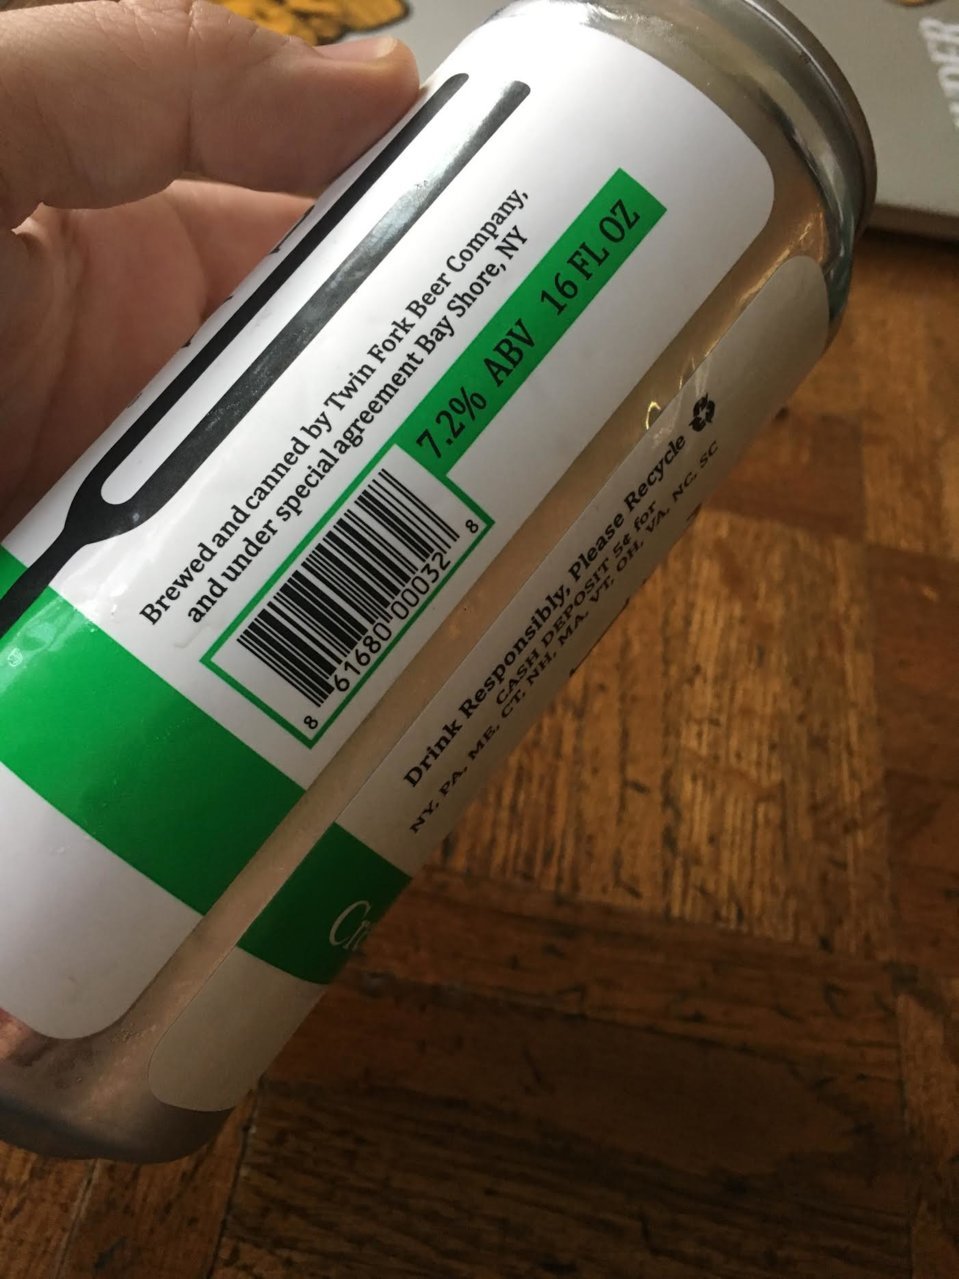 Brewed and canned by Twin Fork Beer Company,
and under special agreement Bay Shore, NY
7.2% ABV 16 FL OZ
8 61680 00032 8
Drink Responsibly, Please Recycle
CASH DEPOSIT 5¢ for
NY, PA, ME, CT, NH, MA, VT, OH, VA, NC, SC